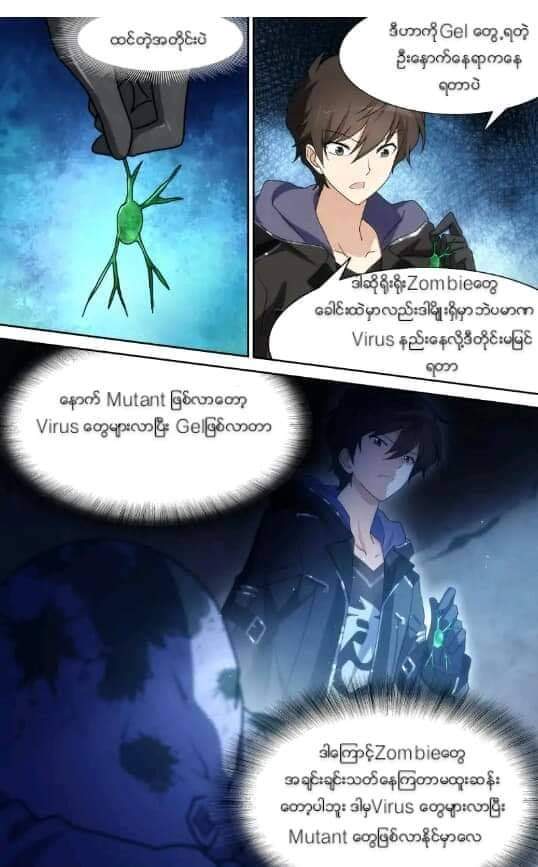 ထင်တဲ့အတိုင်းပဲ
ဒီဟာကို Gel တွေ့ရတဲ့
ဦးနှောက်နေရာကနေ
ရတာပဲ
ဒါဆိုရိုးရိုးZombieတွေ
ခေါင်းထဲမှာလည်းဒါမျိုးရှိမှာ ဘဲပမာဏ
Virus နည်းနေလို့ဒီတိုင်းမမြင်
ရတာ
နောက် Mutant ဖြစ်လာတော့
Virus တွေများလာပြီး Gelဖြစ်လာတာ
ဒါကြောင့်Zombieတွေ
အချင်းချင်းသတ်နေကြတာမထူးဆန်း
တော့ပါဘူး ဒါမှVirus တွေများလာပြီး
Mutant တွေဖြစ်လာနိုင်မှာလေ